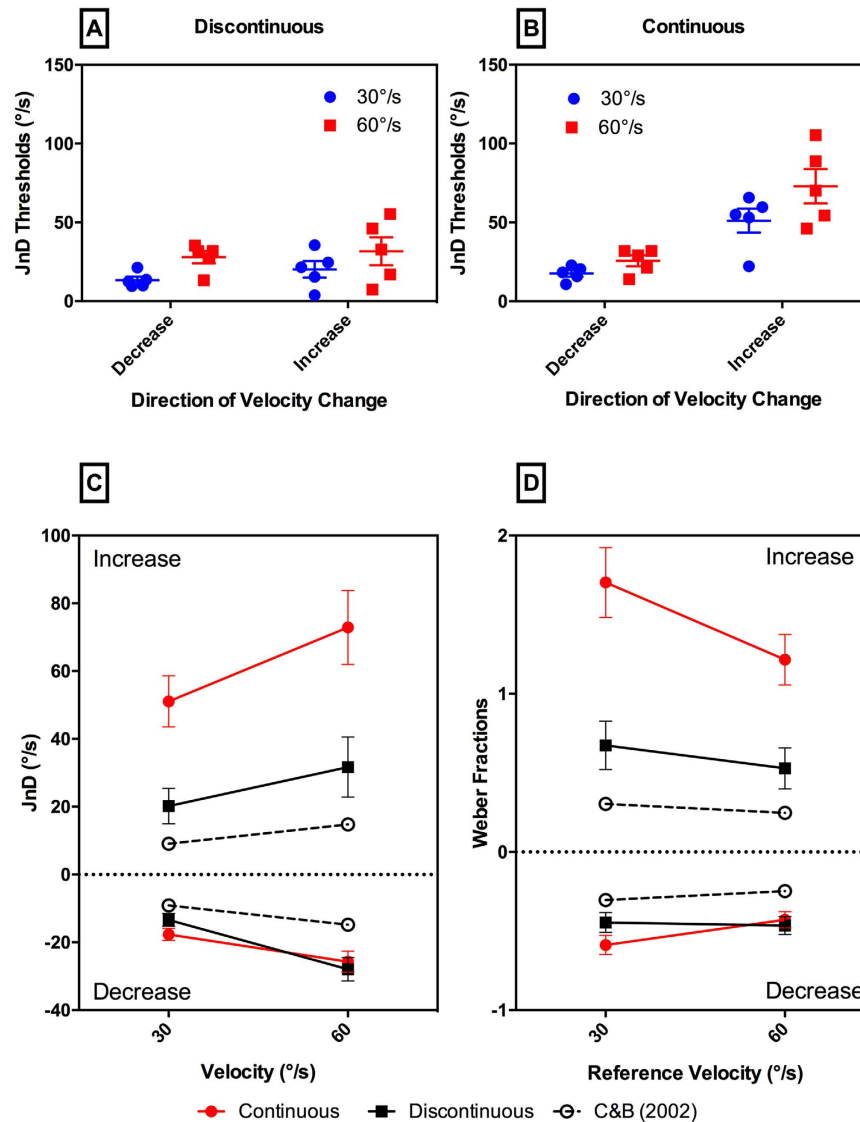 A
Discontinuous
JnD Thresholds (°/s)
150
100
50
0
30°/s
60°/s
Decrease
Increase
Direction of Velocity Change
B
Continuous
JnD Thresholds (°/s)
150
100
50
0
30°/s
60°/s
Decrease
Increase
Direction of Velocity Change
C
JnD (°/s)
100
80
60
40
20
0
-20
-40
Increase
Decrease
30
60
Velocity (°/s)
D
Weber Fractions
2
1
0
-1
Increase
Decrease
30
60
Reference Velocity (°/s)
Continuous Discontinuous C&B (2002)